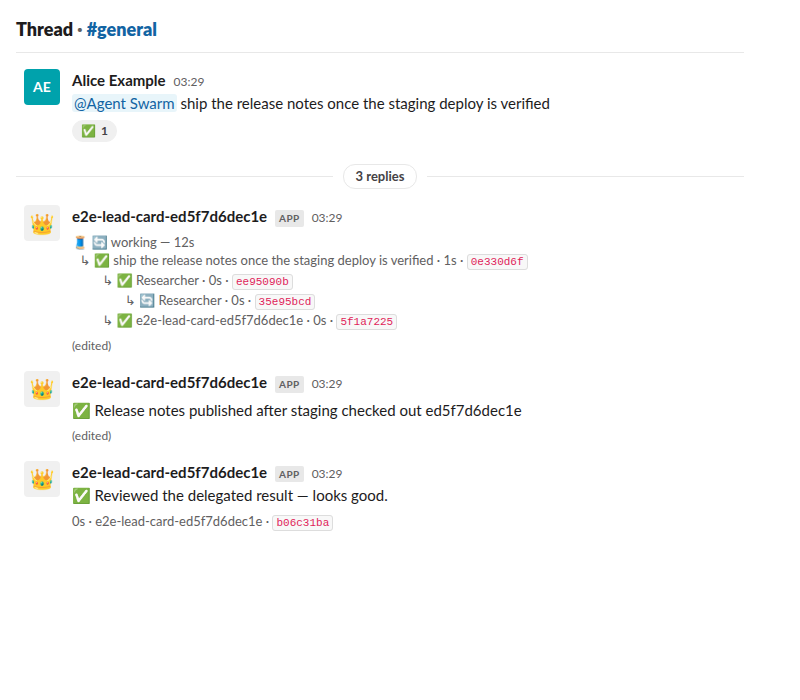 Thread • #general
AE
Alice Example 03:29
@Agent Swarm ship the release notes once the staging deploy is verified
✅ 1
3 replies
e2e-lead-card-ed5f7d6dec1e APP 03:29
🧵 🔄 working — 12s
↳ ✅ ship the release notes once the staging deploy is verified · 1s · 0e330d6f
↳ ✅ Researcher · 0s · ee95090b
↳ 🔄 Researcher · 0s · 35e95bcd
↳ ✅ e2e-lead-card-ed5f7d6dec1e · 0s · 5f1a7225
(edited)
e2e-lead-card-ed5f7d6dec1e APP 03:29
✅ Release notes published after staging checked out ed5f7d6dec1e
(edited)
e2e-lead-card-ed5f7d6dec1e APP 03:29
✅ Reviewed the delegated result — looks good.
0s · e2e-lead-card-ed5f7d6dec1e · b06c31ba